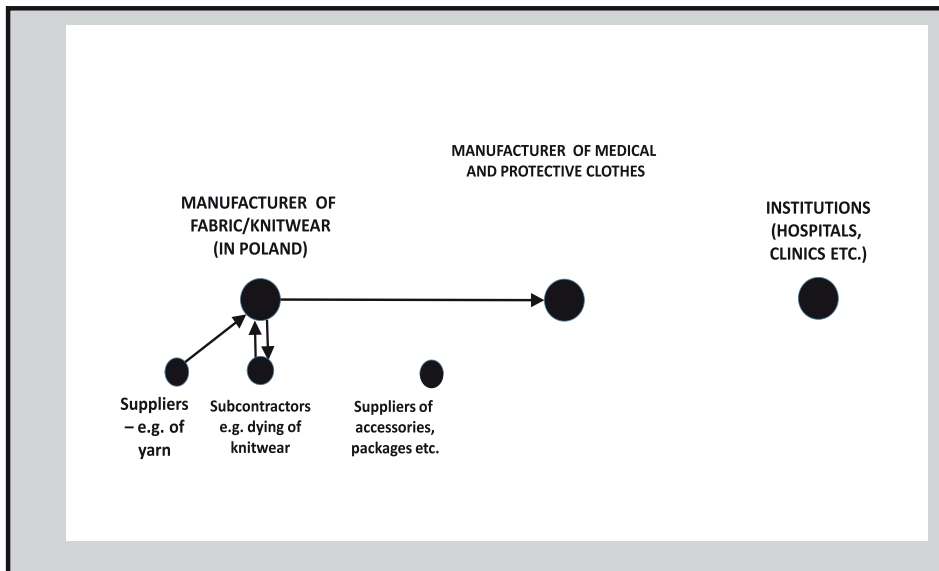 MANUFACTURER OF MEDICAL
AND PROTECTIVE CLOTHES
MANUFACTURER OF
FABRIC/KNITWEAR
(IN POLAND)
INSTITUTIONS
(HOSPITALS,
CLINICS ETC.)
Suppliers
– e.g. of
yarn
Subcontractors
e.g. dying of
knitwear
Suppliers of
accessories,
packages etc.